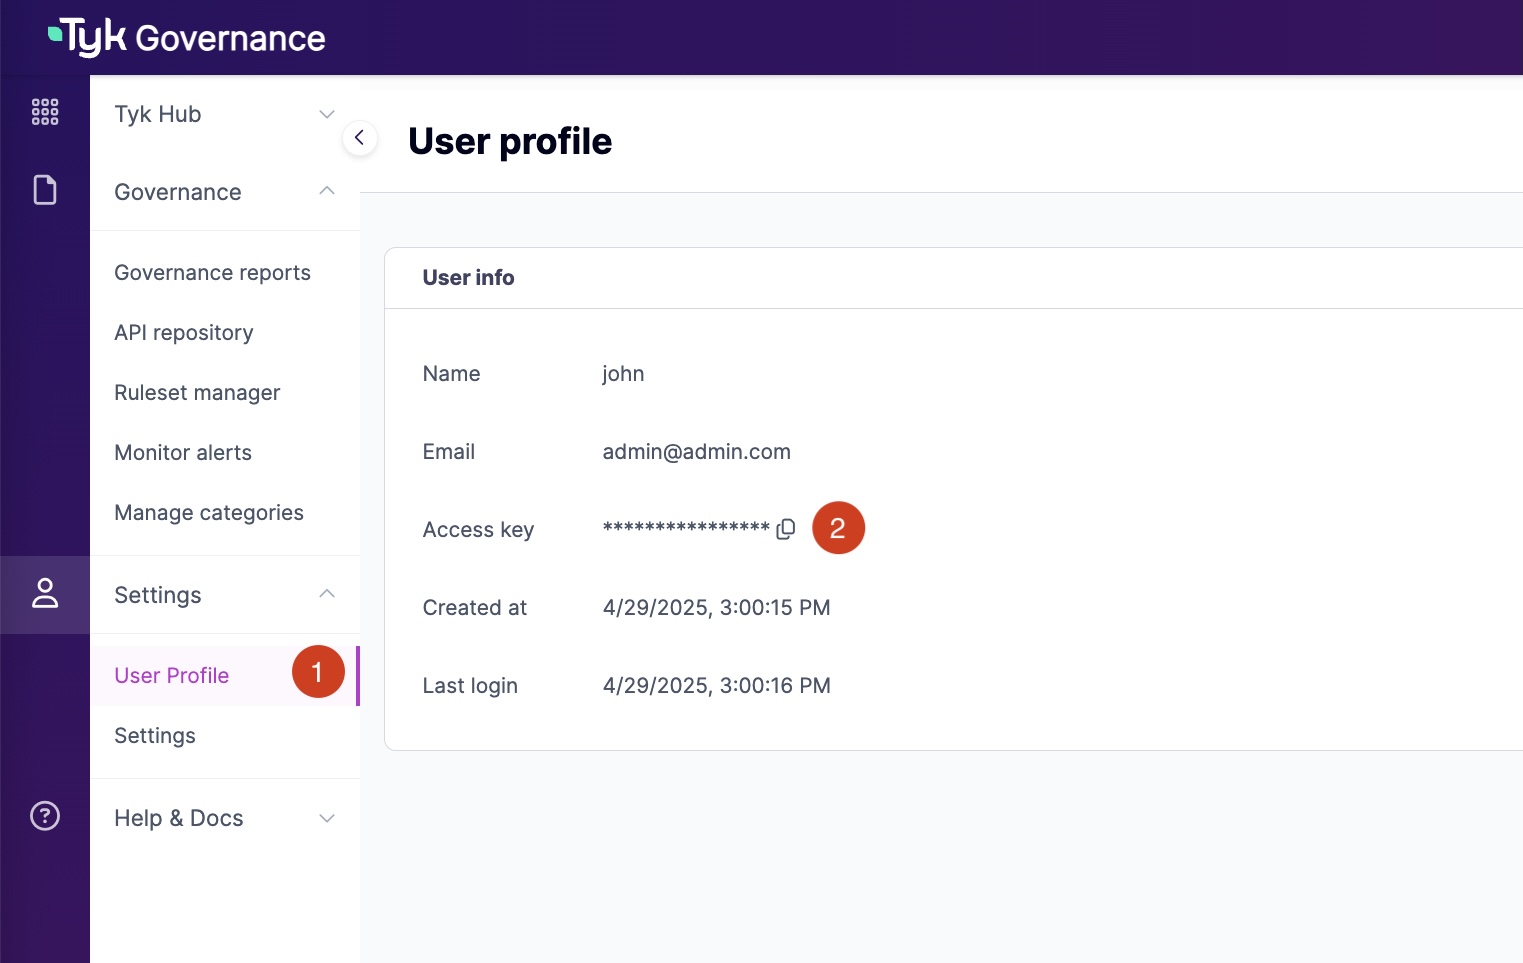 Tyk Governance
Tyk Hub
Governance
Governance reports
API repository
Ruleset manager
Monitor alerts
Manage categories
Settings
User Profile 1
Settings
Help & Docs
User profile
User info
Name john
Email admin@admin.com
Access key **************** 2
Created at 4/29/2025, 3:00:15 PM
Last login 4/29/2025, 3:00:16 PM